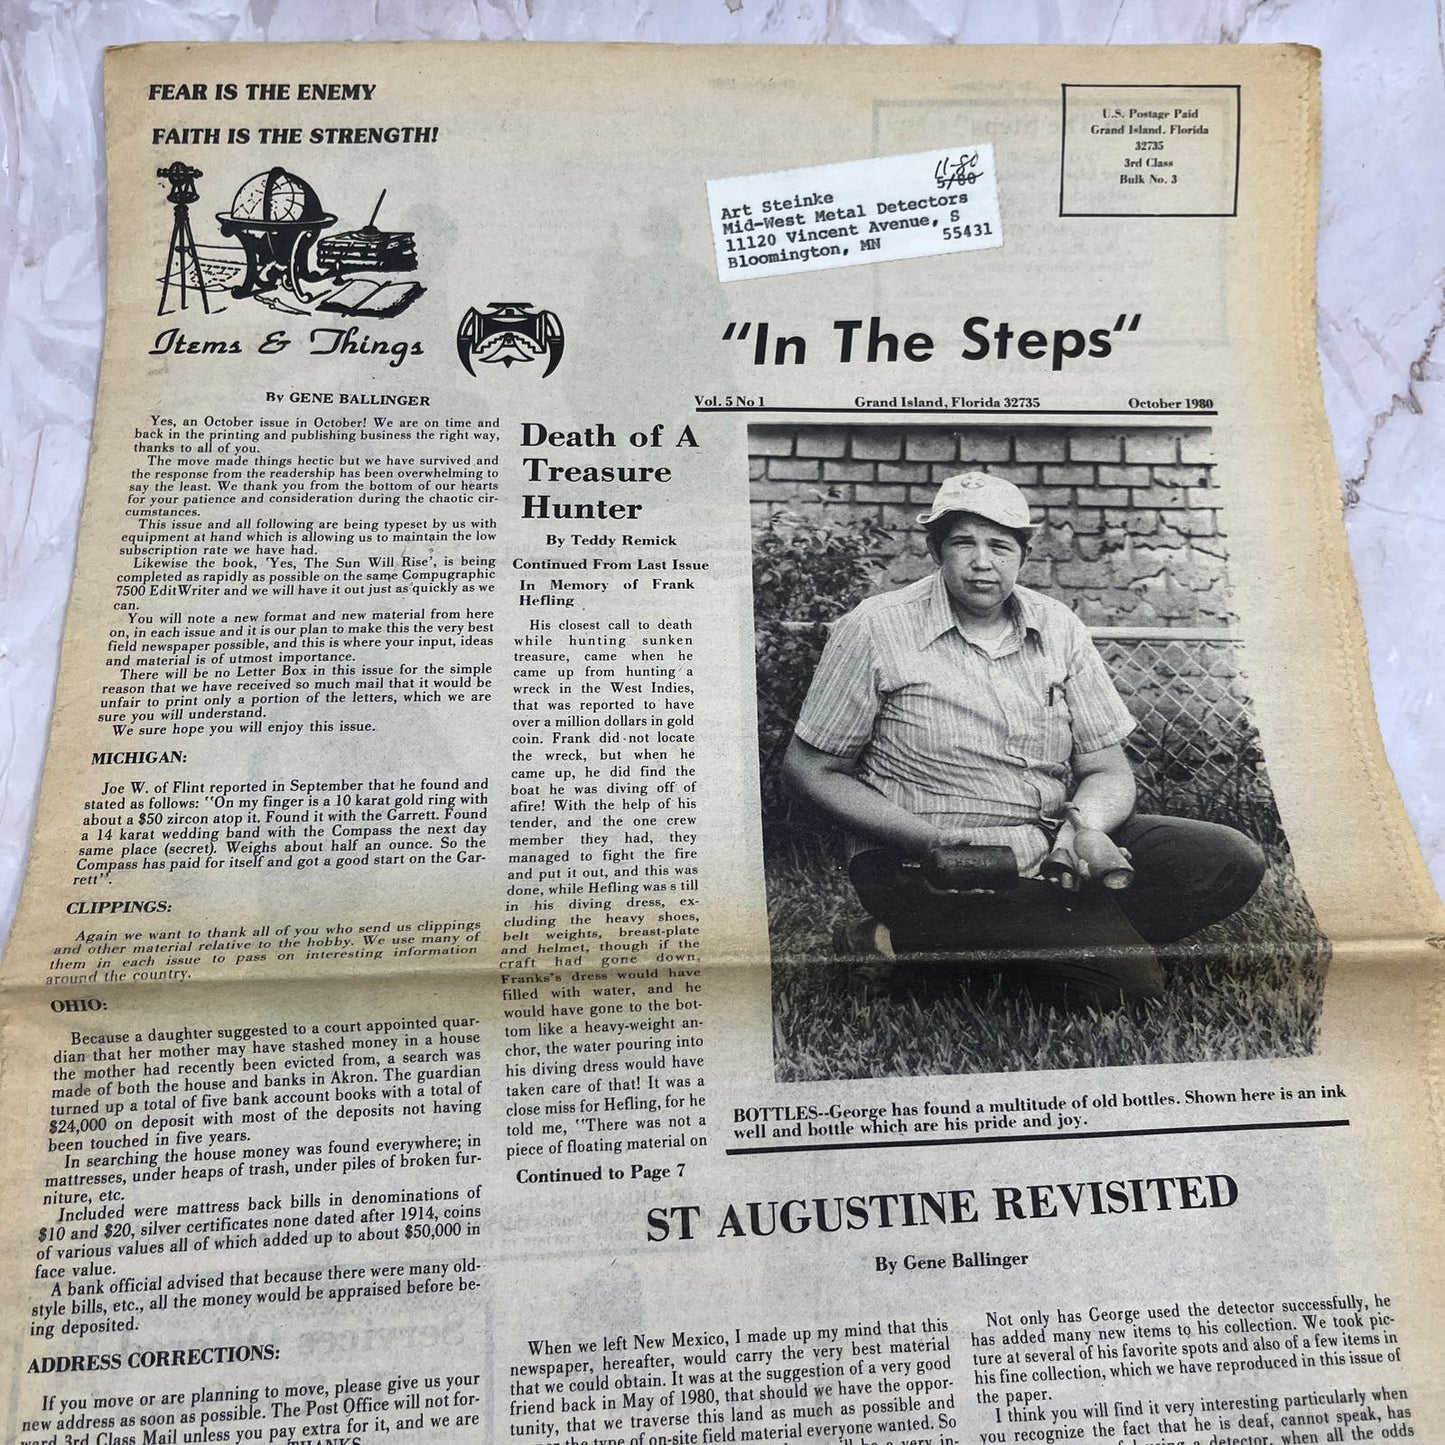 FEAR IS THE ENEMY
FAITH IS THE STRENGTH!
Items & Things
U.S. Postage Paid
Grand Island, Florida
32735
3rd Class
Bulk No. 3
11-80
5/80
Art Steinke
Mid-West Metal Detectors
11120 Vincent Avenue, S
Bloomington, MN 55431
"In The Steps"
Vol. 5 No 1 Grand Island, Florida 32735 October 1980
By GENE BALLINGER
Yes, an October issue in October! We are on time and
back in the printing and publishing business the right way,
thanks to all of you.
The move made things hectic but we have survived and
the response from the readership has been overwhelming to
say the least. We thank you from the bottom of our hearts
for your patience and consideration during the chaotic cir-
cumstances.
This issue and all following are being typeset by us with
equipment at hand which is allowing us to maintain the low
subscription rate we have had.
Likewise the book, 'Yes, The Sun Will Rise', is being
completed as rapidly as possible on the same Compugraphic
7500 EditWriter and we will have it out just as quickly as we
can.
You will note a new format and new material from here
on, in each issue and it is our plan to make this the very best
field newspaper possible, and this is where your input, ideas
and material is of utmost importance.
There will be no Letter Box in this issue for the simple
reason that we have received so much mail that it would be
unfair to print only a portion of the letters, which we are
sure you will understand.
We sure hope you will enjoy this issue.
MICHIGAN:
Joe W. of Flint reported in September that he found and
stated as follows: "On my finger is a 10 karat gold ring with
about a $50 zircon atop it. Found it with the Garrett. Found
a 14 karat wedding band with the Compass the next day
same place (secret). Weighs about half an ounce. So the
Compass has paid for itself and got a good start on the Gar-
rett".
CLIPPINGS:
Again we want to thank all of you who send us clippings
and other material relative to the hobby. We use many of
them in each issue to pass on interesting information
around the country.
OHIO:
Because a daughter suggested to a court appointed quar-
dian that her mother may have stashed money in a house
the mother had recently been evicted from, a search was
made of both the house and banks in Akron. The guardian
turned up a total of five bank account books with a total of
$24,000 on deposit with most of the deposits not having
been touched in five years.
In searching the house money was found everywhere; in
mattresses, under heaps of trash, under piles of broken fur-
niture, etc.
Included were mattress back bills in denominations of
$10 and $20, silver certificates none dated after 1914, coins
of various values all of which added up to about $50,000 in
face value.
A bank official advised that because there were many old-
style bills, etc., all the money would be appraised before be-
ing deposited.
ADDRESS CORRECTIONS:
If you move or are planning to move, please give us your
new address as soon as possible. The Post Office will not for-
ward 3rd Class Mail unless you pay extra for it, and we are
THANKS
Death of A
Treasure
Hunter
By Teddy Remick
Continued From Last Issue
In Memory of Frank
Hefling
His closest call to death
while hunting sunken
treasure, came when he
came up from hunting a
wreck in the West Indies,
that was reported to have
over a million dollars in gold
coin. Frank did not locate
the wreck, but when he
came up, he did find the
boat he was diving off of
afire! With the help of his
tender, and the one crew
member they had, they
managed to fight the fire
and put it out, and this was
done, while Hefling was s till
in his diving dress, ex-
cluding the heavy shoes,
belt weights, breast-plate
and helmet, though if the
craft had gone down,
Franks's dress would have
filled with water, and he
would have gone to the bot-
tom like a heavy-weight an-
chor, the water pouring into
his diving dress would have
taken care of that! It was a
close miss for Hefling, for he
told me, "There was not a
piece of floating material on
Continued to Page 7
BOTTLES--George has found a multitude of old bottles. Shown here is an ink
well and bottle which are his pride and joy.
ST AUGUSTINE REVISITED
By Gene Ballinger
When we left New Mexico, I made up my mind that this
newspaper, hereafter, would carry the very best material
that we could obtain. It was at the suggestion of a very good
friend back in May of 1980, that should we have the oppor-
tunity, that we traverse this land as much as possible and
the type of on-site field material everyone wanted. So
Not only has George used the detector successfully, he
has added many new items to his collection. We took pic-
ture at several of his favorite spots and also of a few items in
his fine collection, which we have reproduced in this issue of
the paper.
I think you will find it very interesting particularly when
you recognize the fact that he is deaf, cannot speak, has
a detector, when all the odds